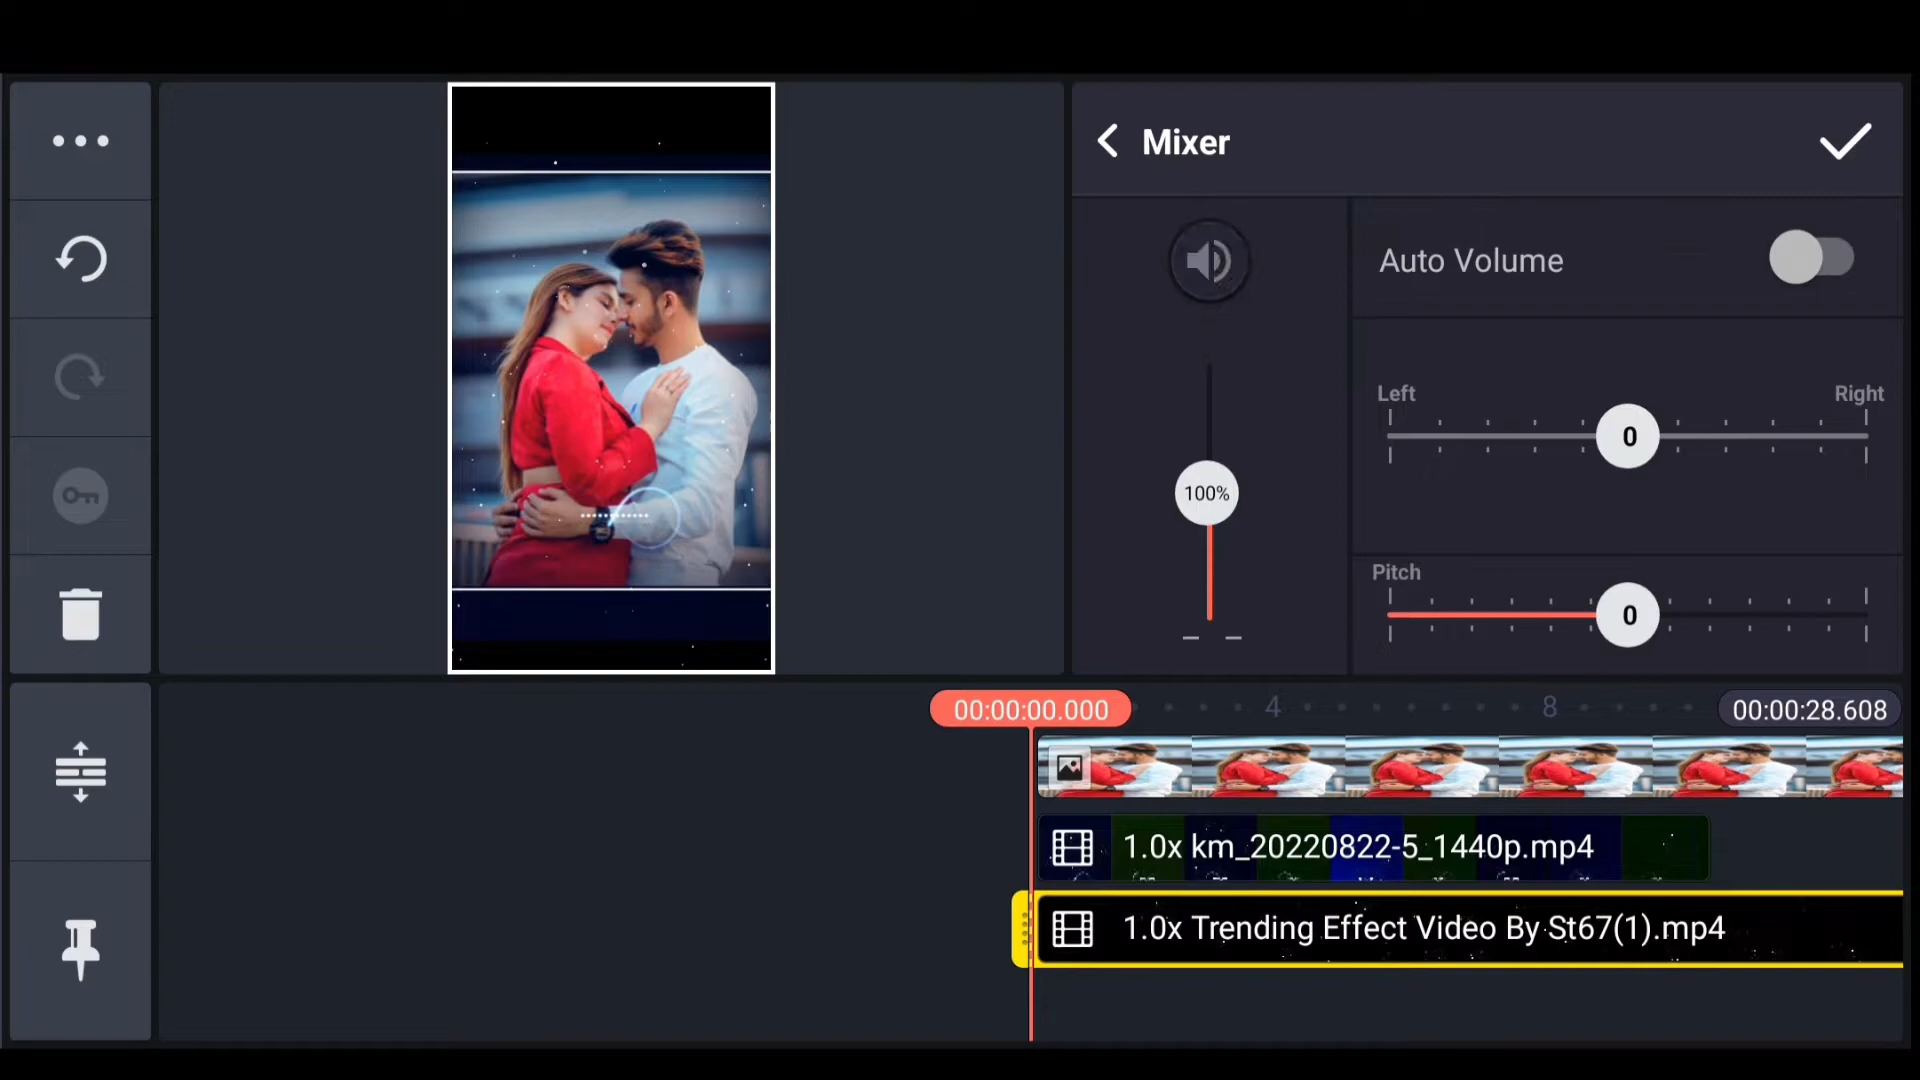 Mixer
Auto Volume
Left
Right
0
100%
Pitch
0
00:00:00.000
4
8
00:00:28.608
1.0x km_20220822-5_1440p.mp4
1.0x Trending Effect Video By St67(1).mp4